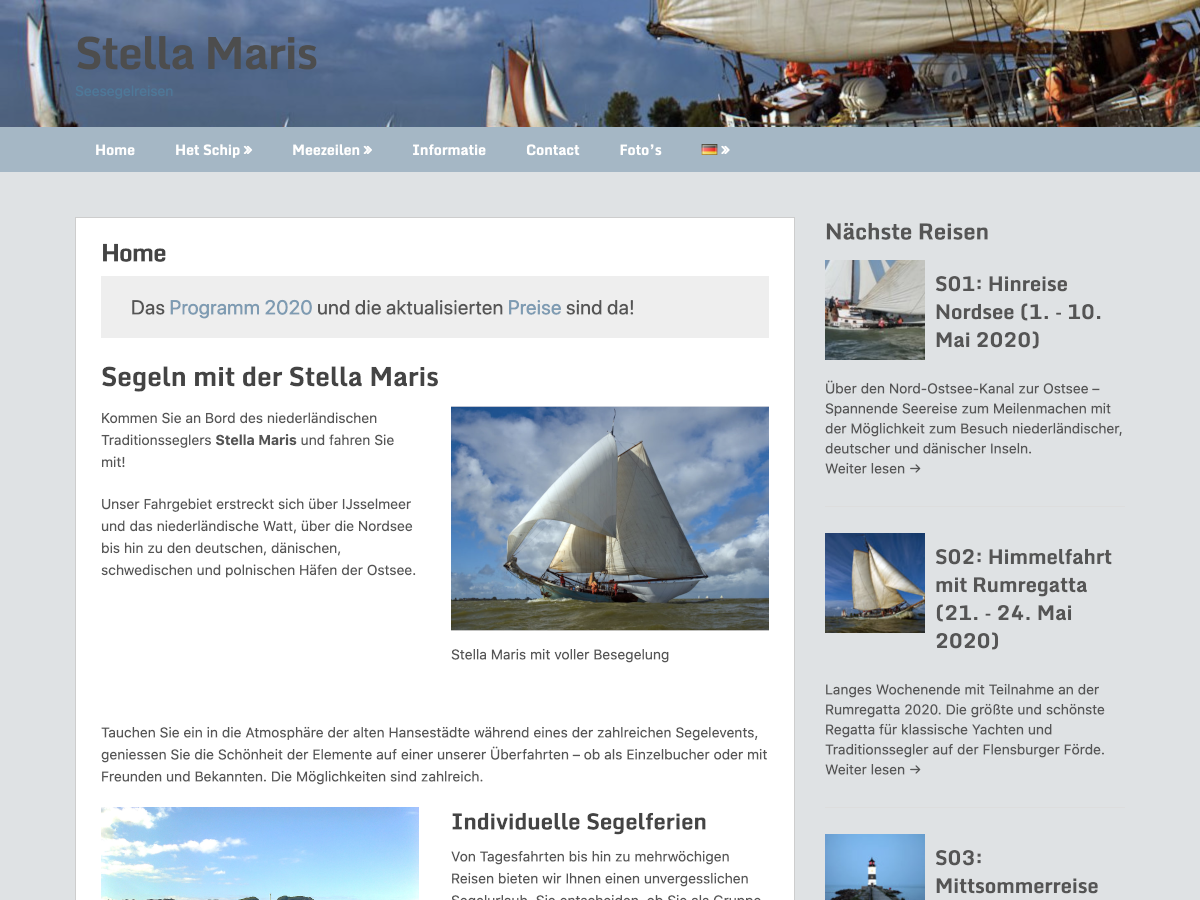 Stella Maris
Seesegelreisen
Home
Het Schip »
Meezeilen »
Informatie
Contact
Foto's
»
Home
Das Programm 2020 und die aktualisierten Preise sind da!
Segeln mit der Stella Maris
Kommen Sie an Bord des niederländischen
Traditionsseglers Stella Maris und fahren Sie
mit!
Unser Fahrgebiet erstreckt sich über IJsselmeer
und das niederländische Watt, über die Nordsee
bis hin zu den deutschen, dänischen,
schwedischen und polnischen Häfen der Ostsee.
Stella Maris mit voller Besegelung
Tauchen Sie ein in die Atmosphäre der alten Hansestädte während eines der zahlreichen Segelevents,
geniessen Sie die Schönheit der Elemente auf einer unserer Überfahrten – ob als Einzelbucher oder mit
Freunden und Bekannten. Die Möglichkeiten sind zahlreich.
Individuelle Segelferien
Von Tagesfahrten bis hin zu mehrwöchigen
Reisen bieten wir Ihnen einen unvergesslichen
Segelurlaub. Sie entscheiden, ob Sie als Gruppe
Nächste Reisen
S01: Hinreise
Nordsee (1. - 10.
Mai 2020)
Über den Nord-Ostsee-Kanal zur Ostsee –
Spannende Seereise zum Meilenmachen mit
der Möglichkeit zum Besuch niederländischer,
deutscher und dänischer Inseln.
Weiter lesen →
S02: Himmelfahrt
mit Rumregatta
(21. - 24. Mai
2020)
Langes Wochenende mit Teilnahme an der
Rumregatta 2020. Die größte und schönste
Regatta für klassische Yachten und
Traditionssegler auf der Flensburger Förde.
Weiter lesen →
S03:
Mittsommerreise